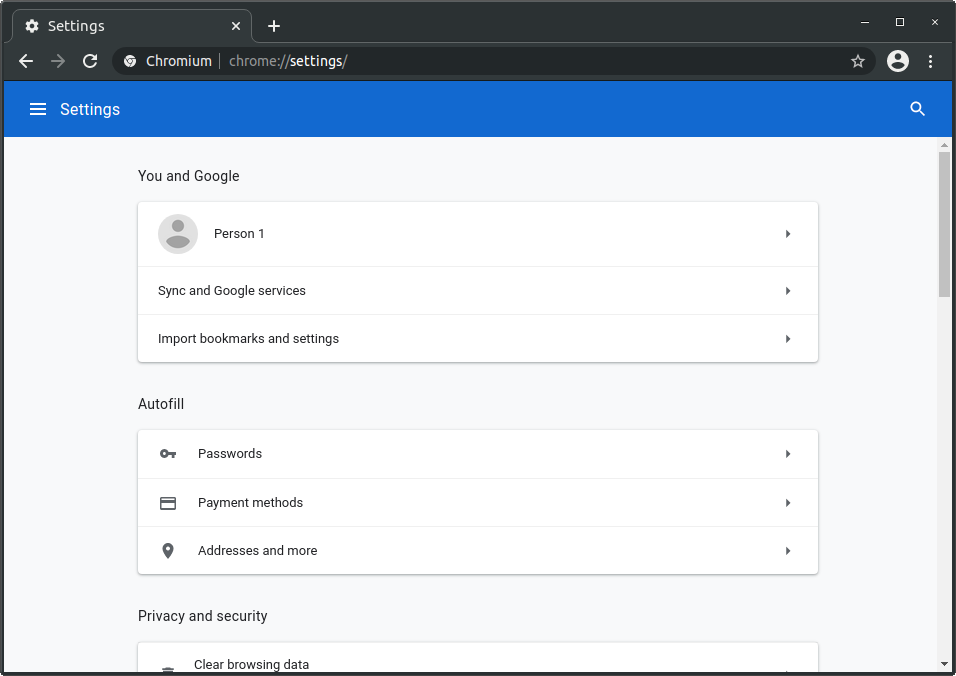 Settings
Chromium chrome://settings/
Settings
You and Google
Person 1
Sync and Google services
Import bookmarks and settings
Autofill
Passwords
Payment methods
Addresses and more
Privacy and security
Clear browsing data